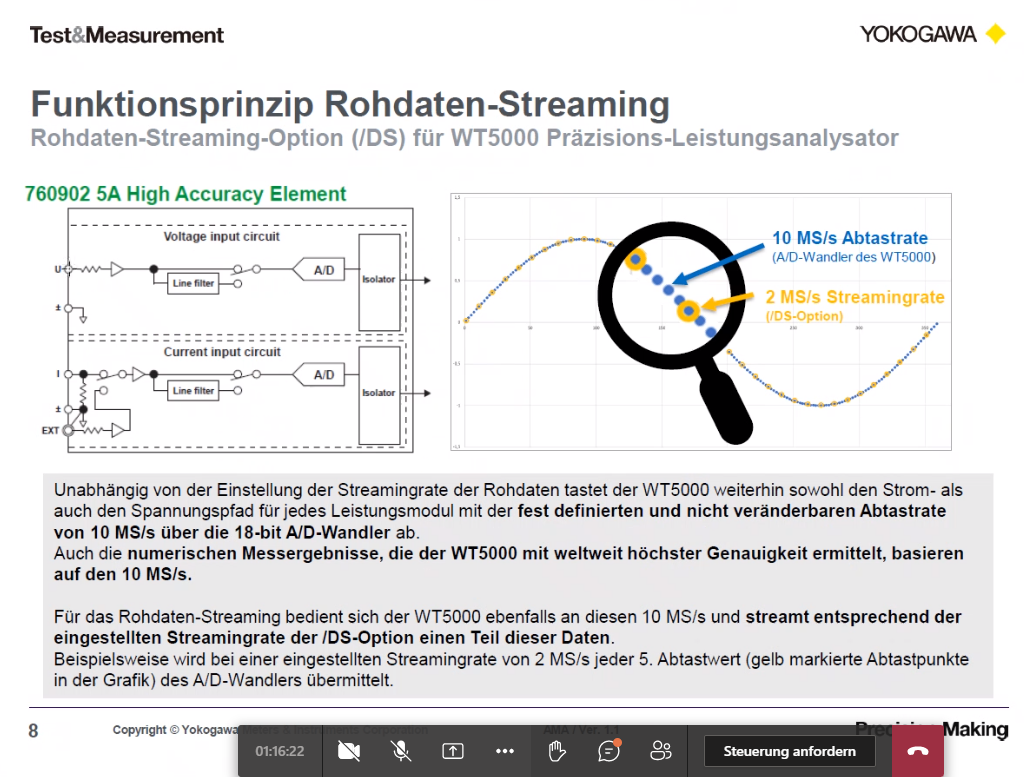 Test&Measurement
YOKOGAWA
Funktionsprinzip Rohdaten-Streaming
Rohdaten-Streaming-Option (/DS) für WT5000 Präzisions-Leistungsanalysator
760902 5A High Accuracy Element
Voltage input circuit
U
A/D
Line filter
Isolator
±
Current input circuit
I
A/D
Line filter
Isolator
±
EXT
10 MS/s Abtastrate
(A/D-Wandler des WT5000)
2 MS/s Streamingrate
(/DS-Option)
Unabhängig von der Einstellung der Streamingrate der Rohdaten tastet der WT5000 weiterhin sowohl den Strom- als
auch den Spannungspfad für jedes Leistungsmodul mit der fest definierten und nicht veränderbaren Abtastrate
von 10 MS/s über die 18-bit A/D-Wandler ab.
Auch die numerischen Messergebnisse, die der WT5000 mit weltweit höchster Genauigkeit ermittelt, basieren
auf den 10 MS/s.
Für das Rohdaten-Streaming bedient sich der WT5000 ebenfalls an diesen 10 MS/s und streamt entsprechend der
eingestellten Streamingrate der /DS-Option einen Teil dieser Daten.
Beispielsweise wird bei einer eingestellten Streamingrate von 2 MS/s jeder 5. Abtastwert (gelb markierte Abtastpunkte
in der Grafik) des A/D-Wandlers übermittelt.
8
Copyright © Yokogawa Meters & Instruments Corporation
AMA / Ver. 1.1
Precision Making
01:16:22
Steuerung anfordern